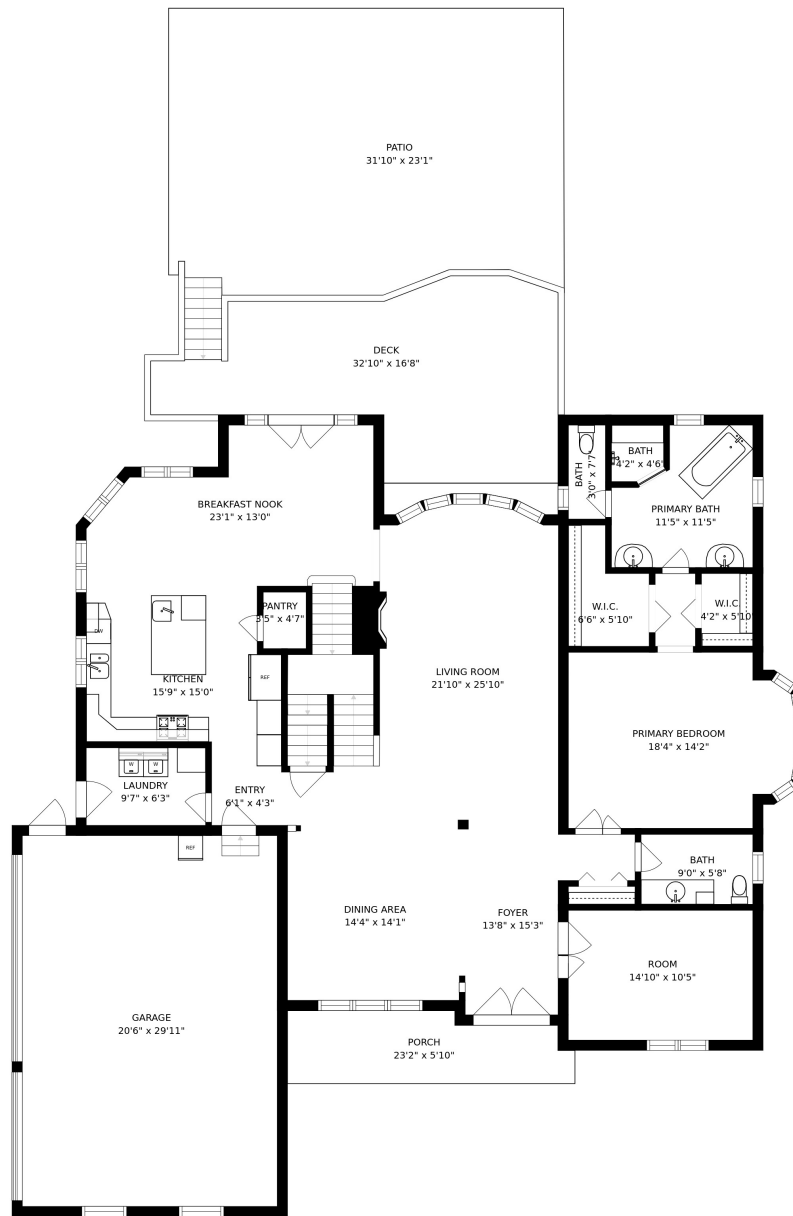 PATIO
31'10" x 23'1"
DECK
32'10" x 16'8"
BATH
3'0" x 7'7"
BATH
4'2" x 4'6"
PRIMARY BATH
11'5" x 11'5"
BREAKFAST NOOK
23'1" x 13'0"
PANTRY
3'5" x 4'7"
W.I.C.
6'6" x 5'10"
W.I.C.
4'2" x 5'10"
DW
KITCHEN
15'9" x 15'0"
REF
LIVING ROOM
21'10" x 25'10"
PRIMARY BEDROOM
18'4" x 14'2"
W
W
LAUNDRY
9'7" x 6'3"
ENTRY
6'1" x 4'3"
REF
BATH
9'0" x 5'8"
DINING AREA
14'4" x 14'1"
FOYER
13'8" x 15'3"
ROOM
14'10" x 10'5"
GARAGE
20'6" x 29'11"
PORCH
23'2" x 5'10"